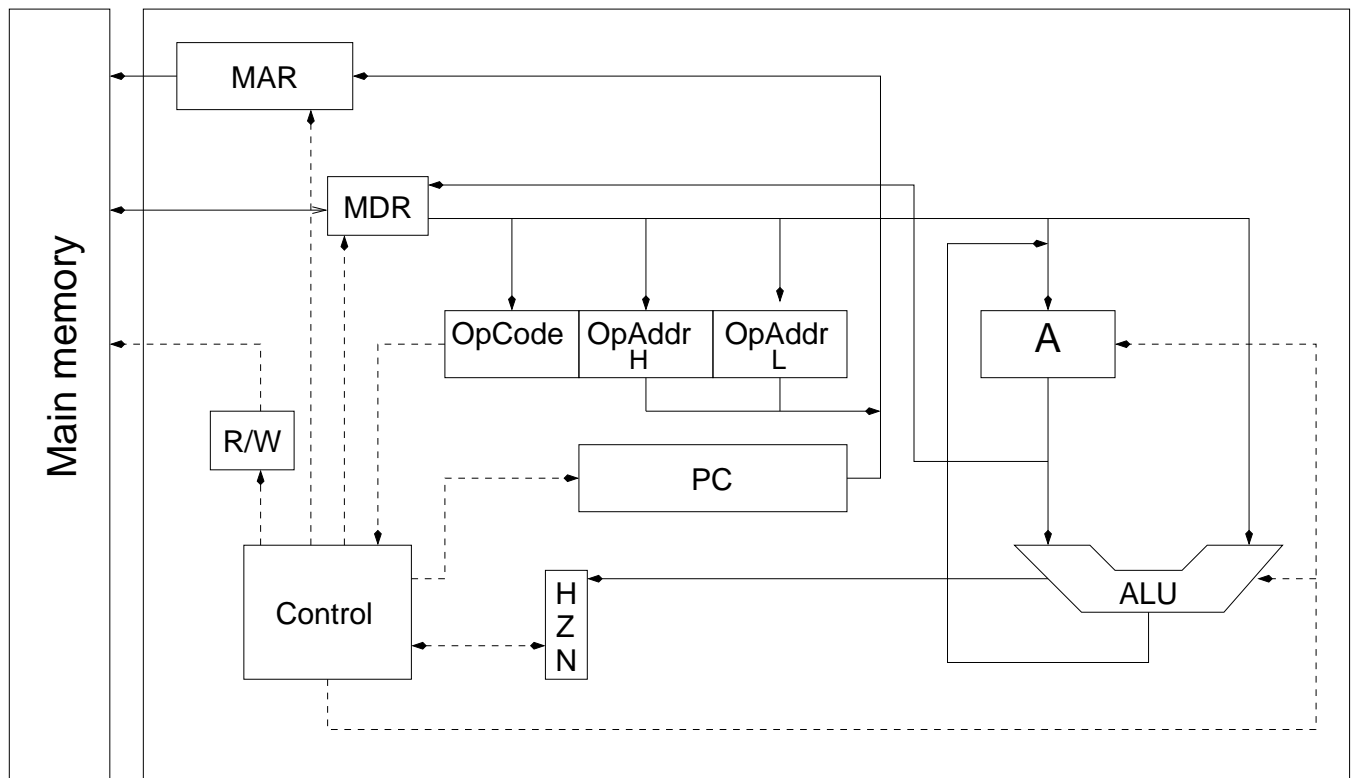 MAR
MDR
Main memory
OpCode
OpAddr
H
OpAddr
L
A
R/W
PC
Control
H
Z
N
ALU